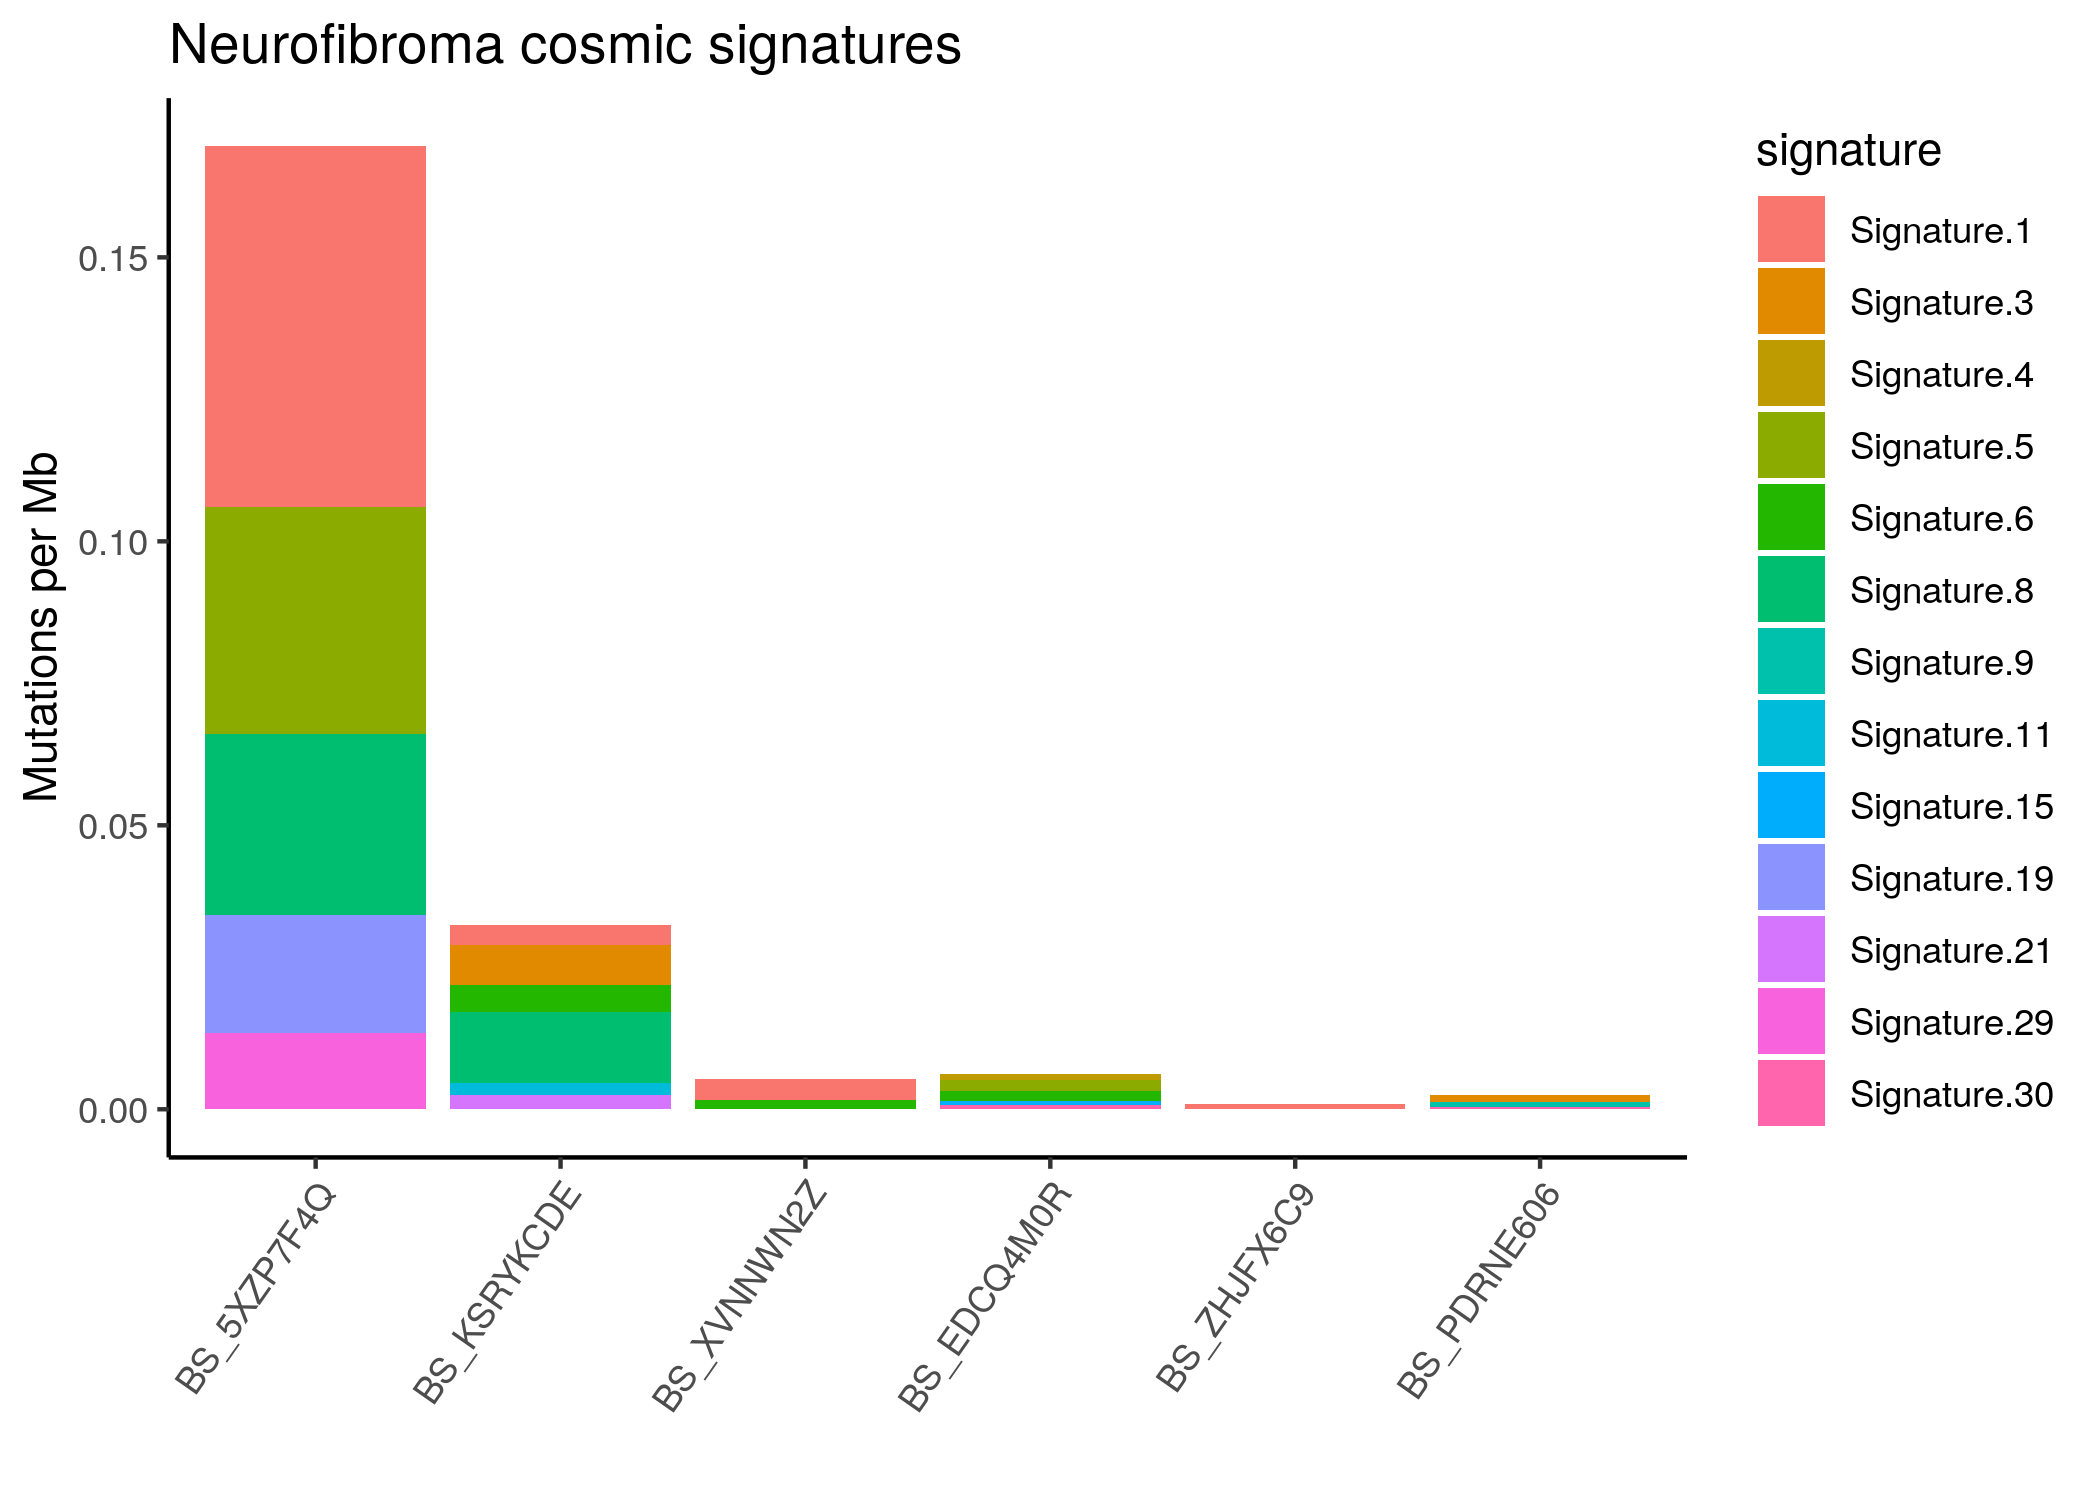 Neurofibroma cosmic signatures
Mutations per Mb
0.15
0.10
0.05
0.00
BS_5XZP7F4Q
BS_KSRYKCDE
BS_XVNNWN2Z
BS_EDCQ4M0R
BS_ZHJFX6C9
BS_PDRNE606
signature
Signature.1
Signature.3
Signature.4
Signature.5
Signature.6
Signature.8
Signature.9
Signature.11
Signature.15
Signature.19
Signature.21
Signature.29
Signature.30